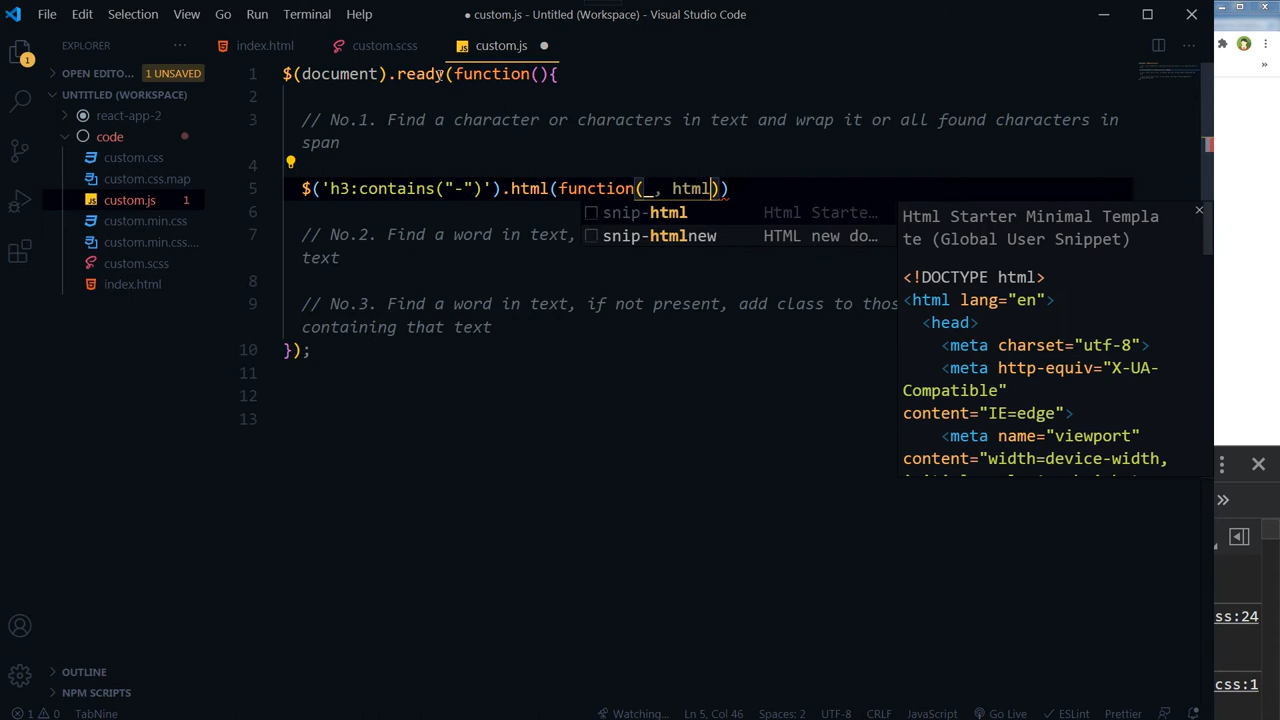 File Edit Selection View Go Run Terminal Help
● custom.js - Untitled (Workspace) - Visual Studio Code
EXPLORER ...
index.html
custom.scss
custom.js
OPEN EDITO... 1 UNSAVED
UNTITLED (WORKSPACE)
react-app-2
code
custom.css
custom.css.map
custom.js 1
custom.min.css
custom.min.css....
custom.scss
index.html
OUTLINE
NPM SCRIPTS
1 $(document).ready(function(){
2
3 // No.1. Find a character or characters in text and wrap it or all found characters in
span
4
5 $('h3:contains("-")').html(function(_, html))
6
7 // No.2. Find a word in text,
text
8
9 // No.3. Find a word in text, if not present, add class to thos
containing that text
10 });
11
12
13
snip-html Html Starte...
snip-htmlnew HTML new do...
Html Starter Minimal Templa
te (Global User Snippet)
<!DOCTYPE html>
<html lang="en">
<head>
<meta charset="utf-8">
<meta http-equiv="X-UA-
Compatible"
content="IE=edge">
<meta name="viewport"
content="width=device-width,
ss:24
css:1
1 0 TabNine
Watching... Ln 5, Col 46 Spaces: 2 UTF-8 CRLF JavaScript Go Live ESLint Prettier